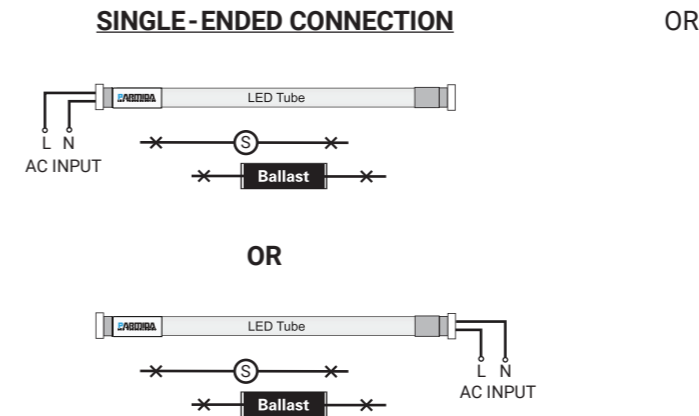 SINGLE-ENDED CONNECTION
OR
LED Tube
L N
AC INPUT
S
Ballast
OR
LED Tube
S
L N
AC INPUT
Ballast